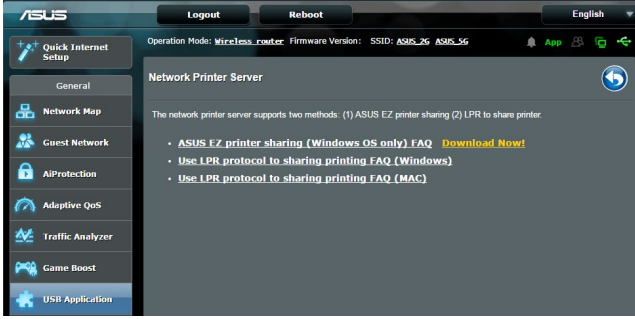 ASUS
Logout
Reboot
English
Quick Internet
Setup
Operation Mode: Wireless router Firmware Version: SSID: ASUS_2G ASUS_5G
App
General
Network Printer Server
Network Map
The network printer server supports two methods: (1) ASUS EZ printer sharing (2) LPR to share printer.
Guest Network
• ASUS EZ printer sharing (Windows OS only) FAQ Download Now!
• Use LPR protocol to sharing printing FAQ (Windows)
AiProtection
• Use LPR protocol to sharing printing FAQ (MAC)
Adaptive QoS
Traffic Analyzer
Game Boost
USB Application